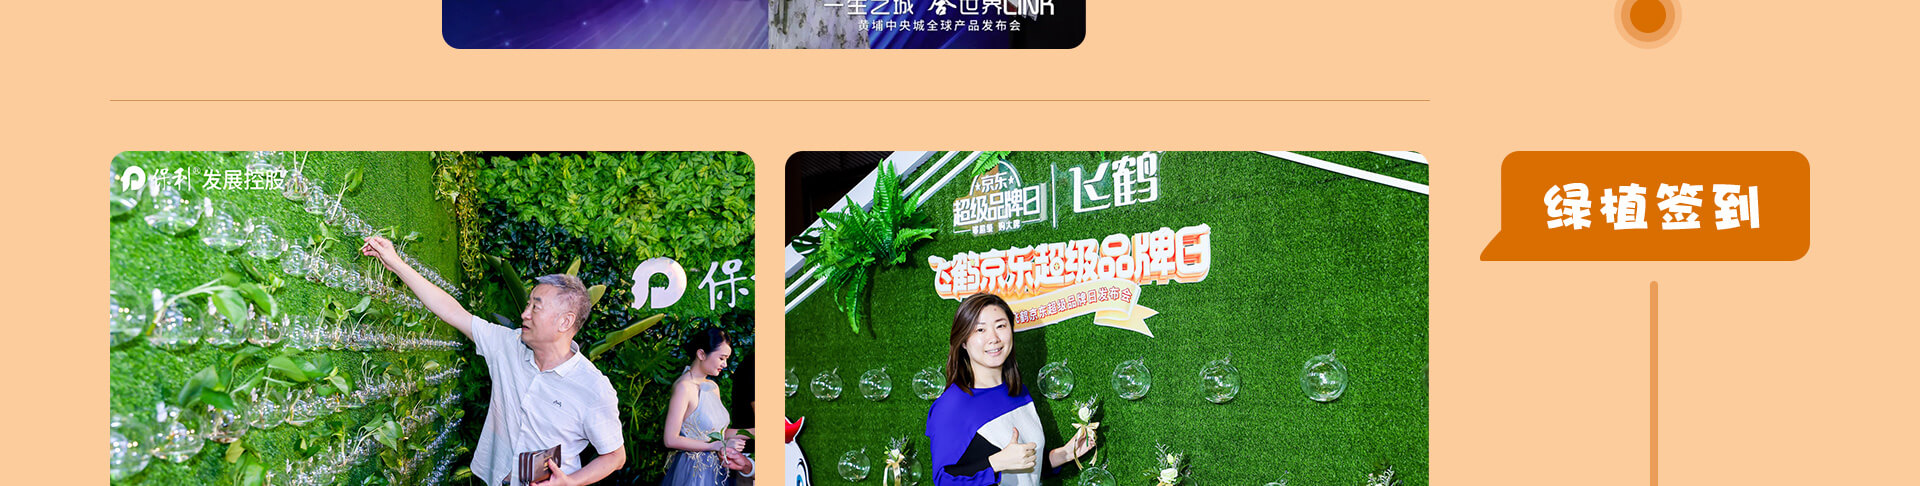 一生之城 誉世界LINK
黄埔中央城全球产品发布会
保利®发展控股
保利
京东
超级品牌日
飞鹤
飞鹤京东超级品牌日
飞鹤京东超级品牌日发布会
绿植签到